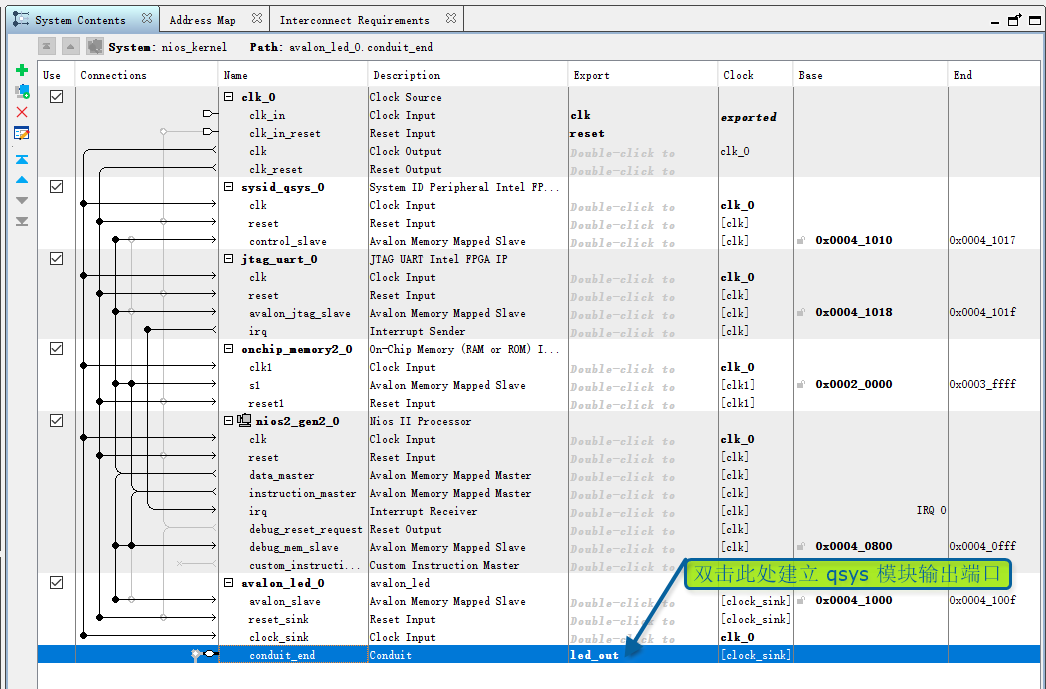 System Contents Address Map Interconnect Requirements
System: nios_kernel Path: avalon_led_0.conduit_end
Use Connections Name Description Export Clock Base End
clk_0 Clock Source
clk_in Clock Input clk exported
clk_in_reset Reset Input reset
clk Clock Output Double-click to clk_0
clk_reset Reset Output Double-click to
sysid_qsys_0 System ID Peripheral Intel FP...
clk Clock Input Double-click to clk_0
reset Reset Input Double-click to [clk]
control_slave Avalon Memory Mapped Slave Double-click to [clk] 0x0004_1010 0x0004_1017
jtag_uart_0 JTAG UART Intel FPGA IP
clk Clock Input Double-click to clk_0
reset Reset Input Double-click to [clk]
avalon_jtag_slave Avalon Memory Mapped Slave Double-click to [clk] 0x0004_1018 0x0004_101f
irq Interrupt Sender Double-click to [clk]
onchip_memory2_0 On-Chip Memory (RAM or ROM) I...
clk1 Clock Input Double-click to clk_0
s1 Avalon Memory Mapped Slave Double-click to [clk1] 0x0002_0000 0x0003_ffff
reset1 Reset Input Double-click to [clk1]
nios2_gen2_0 Nios II Processor
clk Clock Input Double-click to clk_0
reset Reset Input Double-click to [clk]
data_master Avalon Memory Mapped Master Double-click to [clk]
instruction_master Avalon Memory Mapped Master Double-click to [clk]
irq Interrupt Receiver Double-click to [clk] IRQ 0
debug_reset_request Reset Output Double-click to [clk]
debug_mem_slave Avalon Memory Mapped Slave Double-click to [clk] 0x0004_0800 0x0004_0fff
custom_instructi... Custom Instruction Master Double-click to
双击此处建立 qsys 模块输出端口
avalon_led_0 avalon_led
avalon_slave Avalon Memory Mapped Slave Double-click to [clock_sink] 0x0004_1000 0x0004_100f
reset_sink Reset Input Double-click to [clock_sink]
clock_sink Clock Input Double-click to clk_0
conduit_end Conduit led_out [clock_sink]